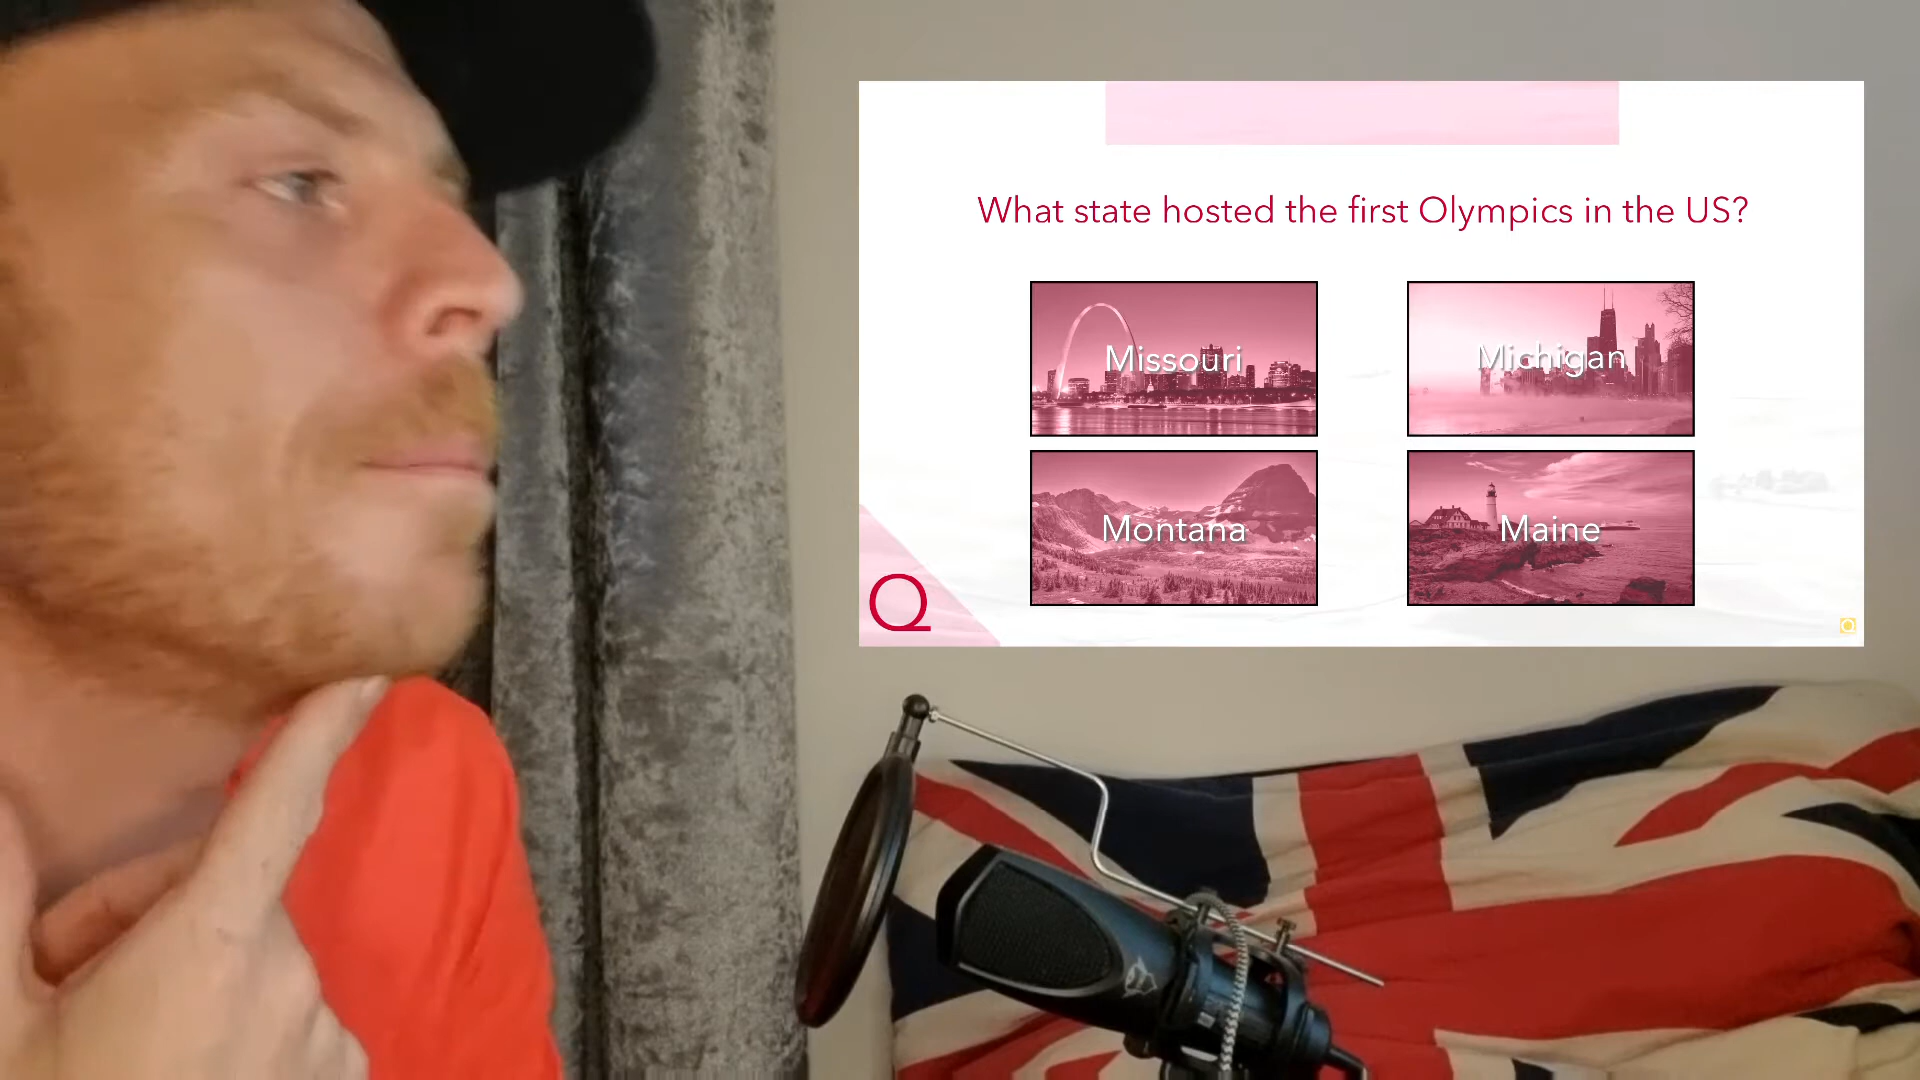 What state hosted the first Olympics in the US?
Missouri
Michigan
Montana
Maine
Q